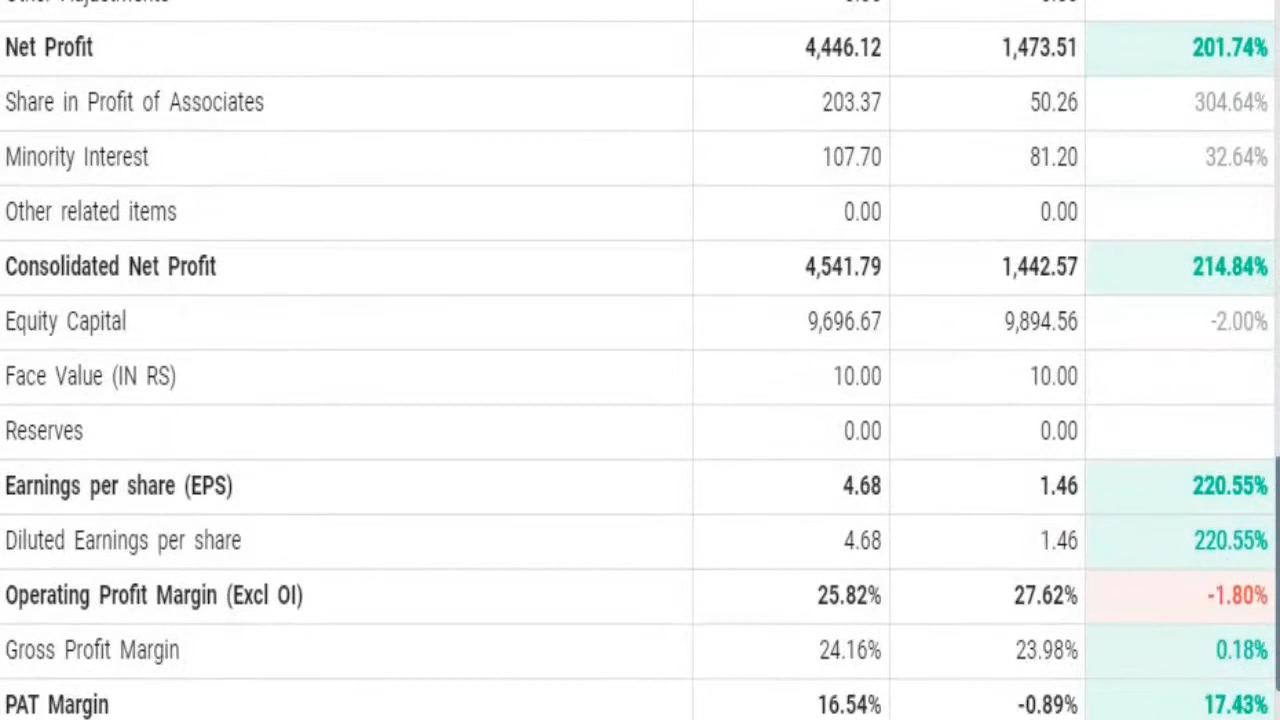 Net Profit 4,446.12 1,473.51 201.74%
Share in Profit of Associates 203.37 50.26 304.64%
Minority Interest 107.70 81.20 32.64%
Other related items 0.00 0.00
Consolidated Net Profit 4,541.79 1,442.57 214.84%
Equity Capital 9,696.67 9,894.56 -2.00%
Face Value (IN RS) 10.00 10.00
Reserves 0.00 0.00
Earnings per share (EPS) 4.68 1.46 220.55%
Diluted Earnings per share 4.68 1.46 220.55%
Operating Profit Margin (Excl OI) 25.82% 27.62% -1.80%
Gross Profit Margin 24.16% 23.98% 0.18%
PAT Margin 16.54% -0.89% 17.43%